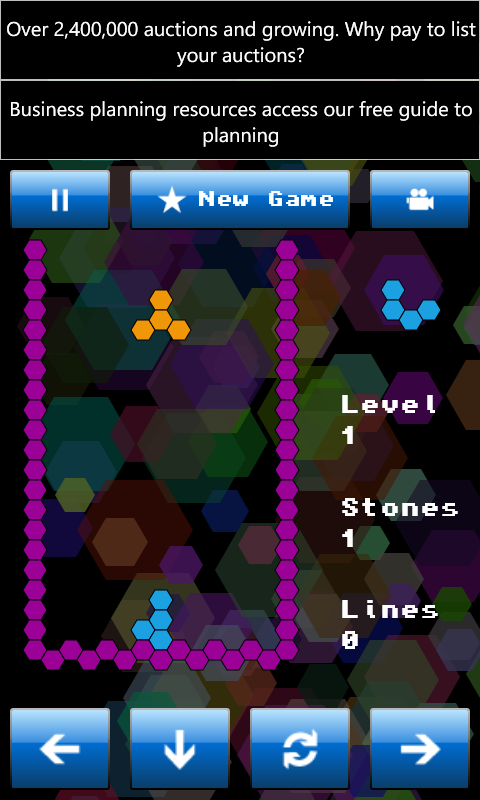 Over 2,400,000 auctions and growing. Why pay to list
your auctions?
Business planning resources access our free guide to
planning
New Game
Level
1
Stones
1
Lines
0